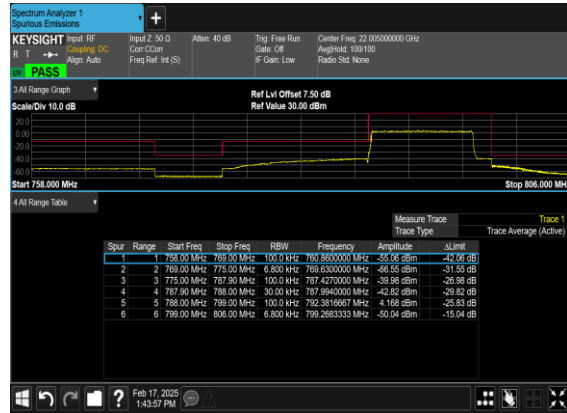 Spectrum Analyzer 1
Spurious Emissions
KEYSIGHT Input: RF Input Z: 50 Ω Atten: 40 dB Trig: Free Run Center Freq: 22.005000000 GHz
R T Coupling: DC Corr CCorr Gate: Off Avg|Hold: 100/100
Align: Auto Freq Ref: Int (S) IF Gain: Low Radio Std: None
PASS
3 All Range Graph
Ref Lvl Offset 7.50 dB
Scale/Div 10.0 dB Ref Value 30.00 dBm
20.0
0.00
-20.0
-40.0
-60.0
Start 758.000 MHz Stop 806.000 MH
4 All Range Table
Measure Trace Trace 1
Trace Type Trace Average (Active)
Spur Range Start Freq Stop Freq RBW Frequency Amplitude ΔLimit
1 1 758.00 MHz 769.00 MHz 100.0 kHz 760.8600000 MHz -55.06 dBm -42.06 dB
2 2 769.00 MHz 775.00 MHz 6.800 kHz 769.6300000 MHz -66.55 dBm -31.55 dB
3 3 775.00 MHz 787.90 MHz 100.0 kHz 787.4270000 MHz -39.98 dBm -26.98 dB
4 4 787.90 MHz 788.00 MHz 30.00 kHz 787.9940000 MHz -42.82 dBm -29.82 dB
5 5 788.00 MHz 799.00 MHz 100.0 kHz 792.3816667 MHz 4.168 dBm -25.83 dB
6 6 799.00 MHz 806.00 MHz 6.800 kHz 799.2683333 MHz -50.04 dBm -15.04 dB
? Feb 17, 2025
1:43:57 PM